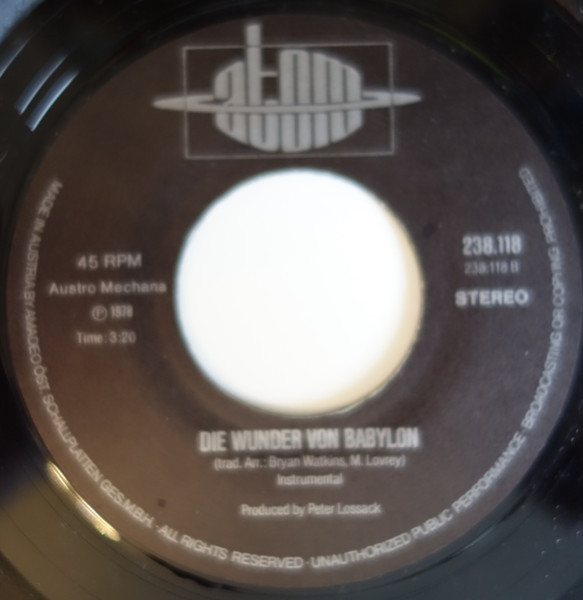 atom
45 RPM
Austro Mechana
℗ 1978
Time: 3:20
238.118
238.118 B
STEREO
DIE WUNDER VON BABYLON
(trad. Arr.: Bryan Watkins, M. Lovrey)
Instrumental
Produced by Peter Lossack
MADE IN AUSTRIA BY AMADEO ÖST. SCHALLPLATTEN GES.M.B.H. · ALL RIGHTS RESERVED · UNAUTHORIZED PUBLIC PERFORMANCE BROADCASTING OR COPYING PROHIBITED